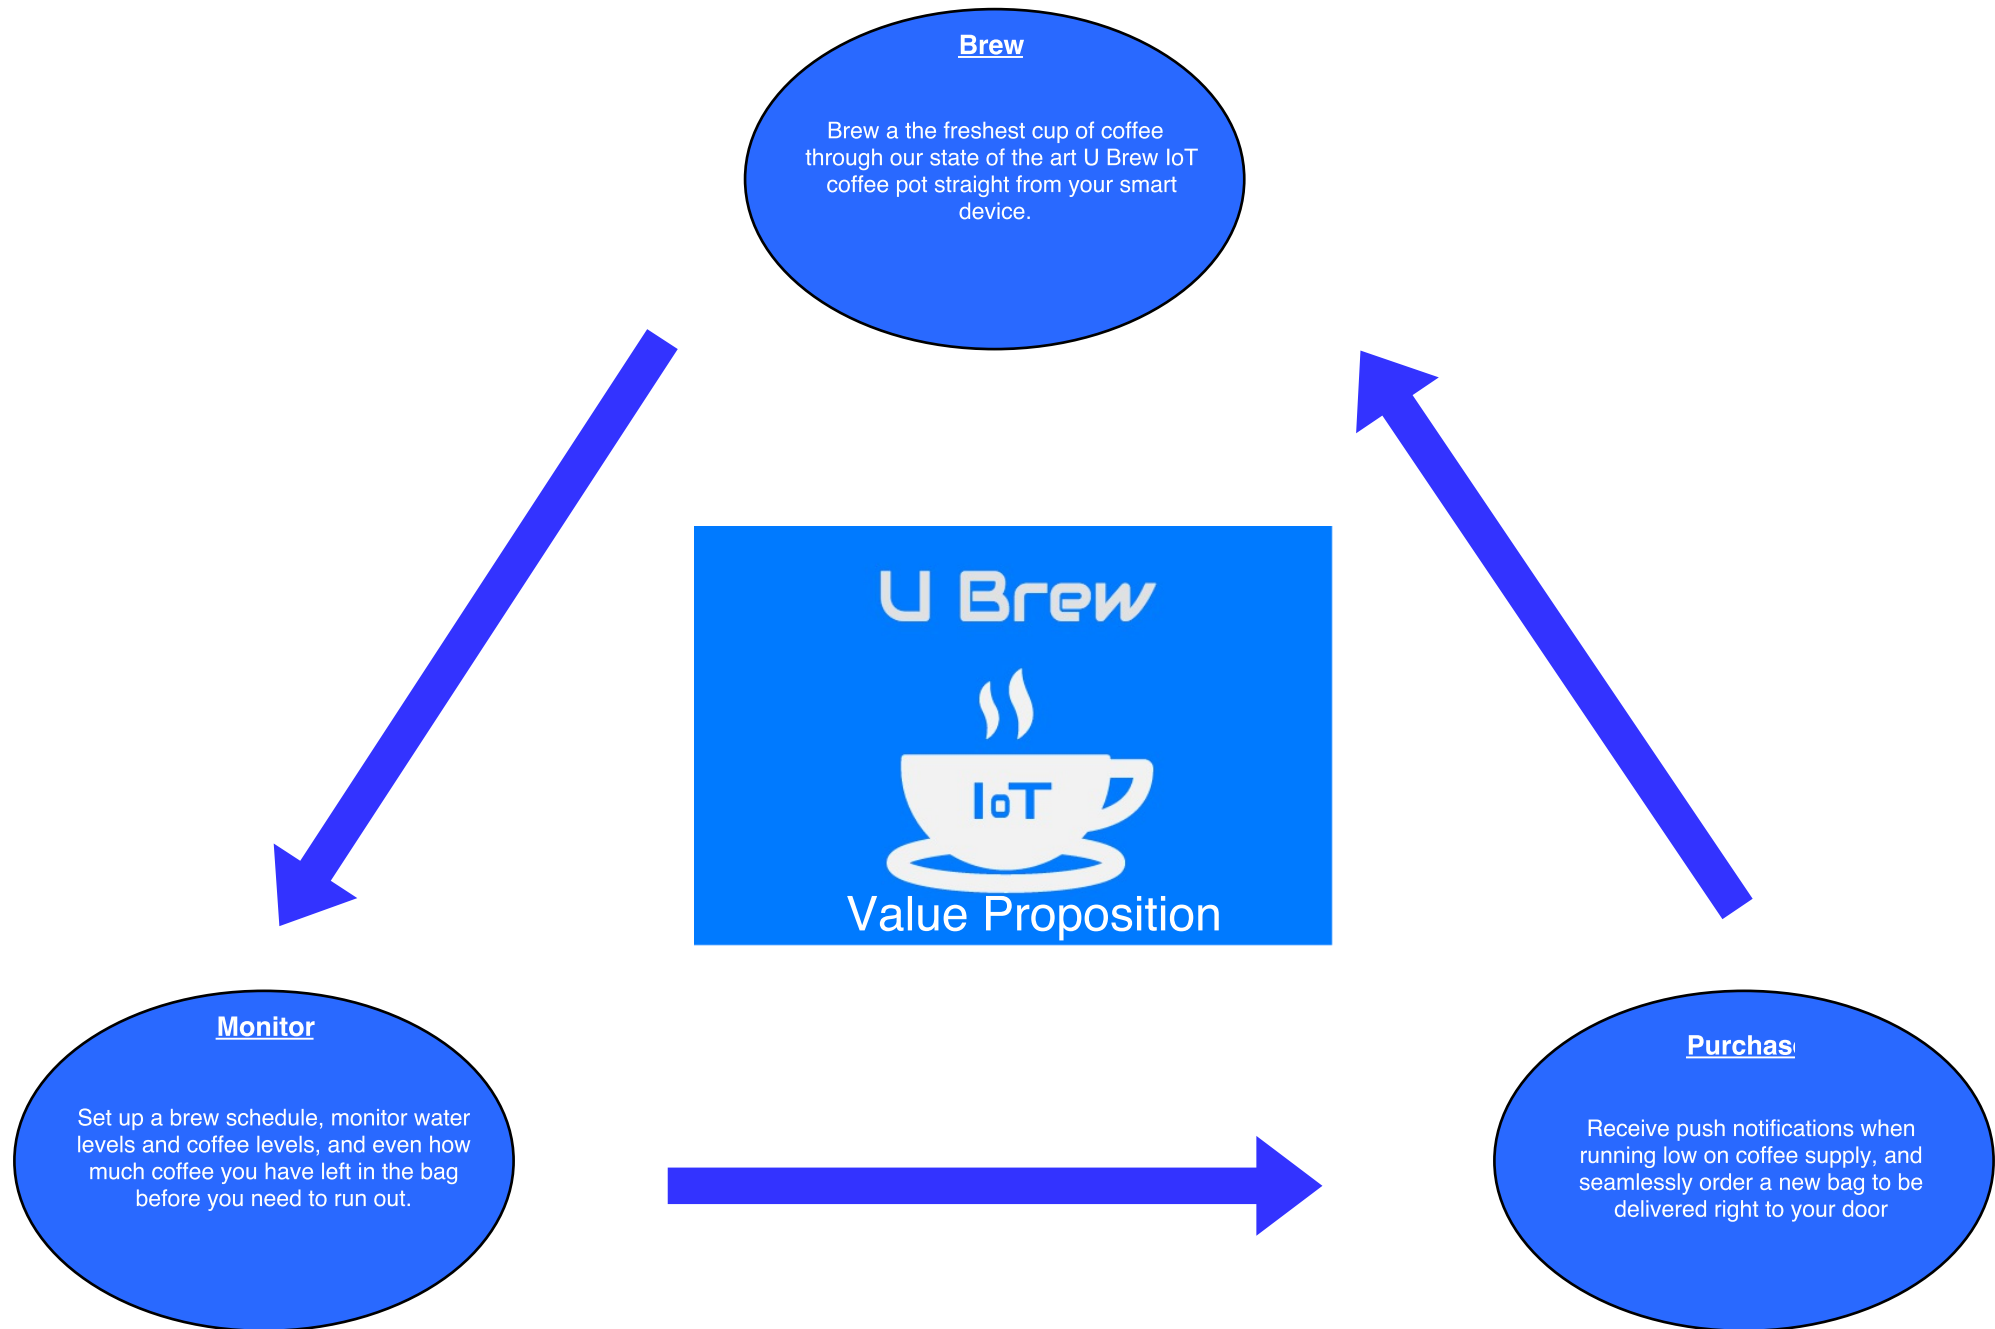 Brew
Brew a the freshest cup of coffee
through our state of the art U Brew IoT
coffee pot straight from your smart
device.
U Brew
IoT
Value Proposition
Monitor
Set up a brew schedule, monitor water
levels and coffee levels, and even how
much coffee you have left in the bag
before you need to run out.
Purchase
Receive push notifications when
running low on coffee supply, and
seamlessly order a new bag to be
delivered right to your door